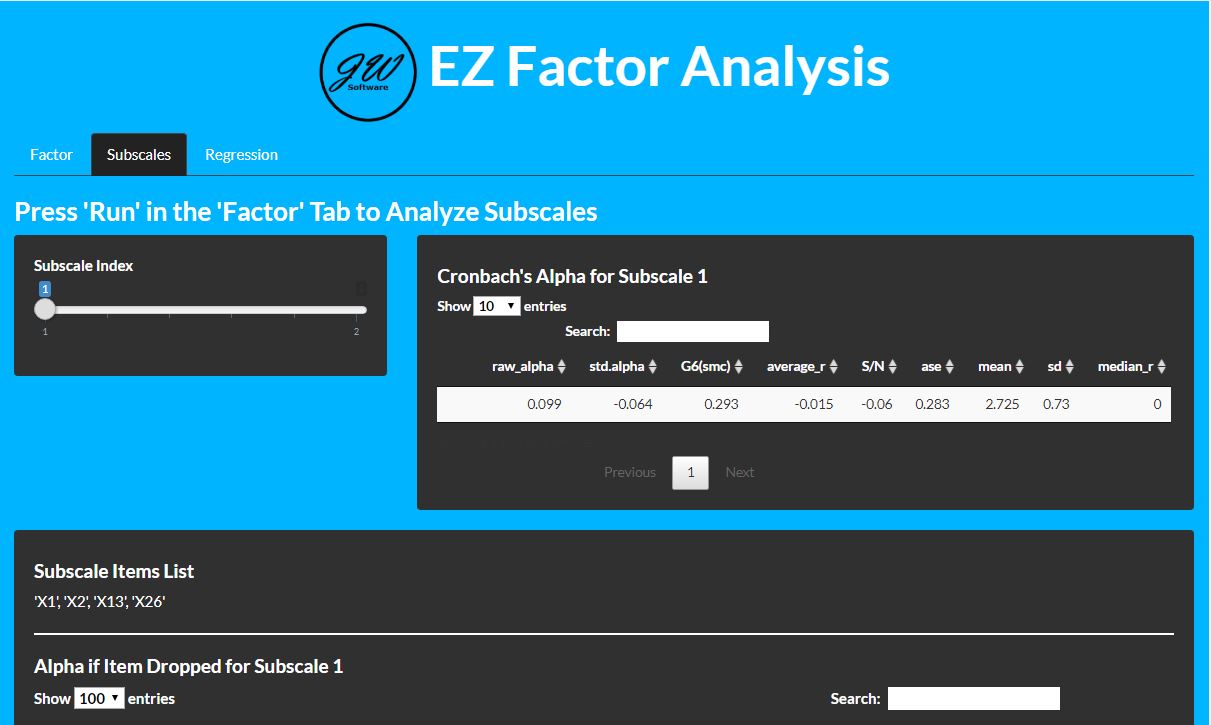 JW
Software
EZ Factor Analysis
Factor Subscales Regression
Press 'Run' in the 'Factor' Tab to Analyze Subscales
Subscale Index
1
1 2
Cronbach's Alpha for Subscale 1
Show 10 entries
Search:
raw_alpha std.alpha G6(smc) average_r S/N ase mean sd median_r
0.099 -0.064 0.293 -0.015 -0.06 0.283 2.725 0.73 0
Previous 1 Next
Subscale Items List
'X1', 'X2', 'X13', 'X26'
Alpha if Item Dropped for Subscale 1
Show 100 entries Search: